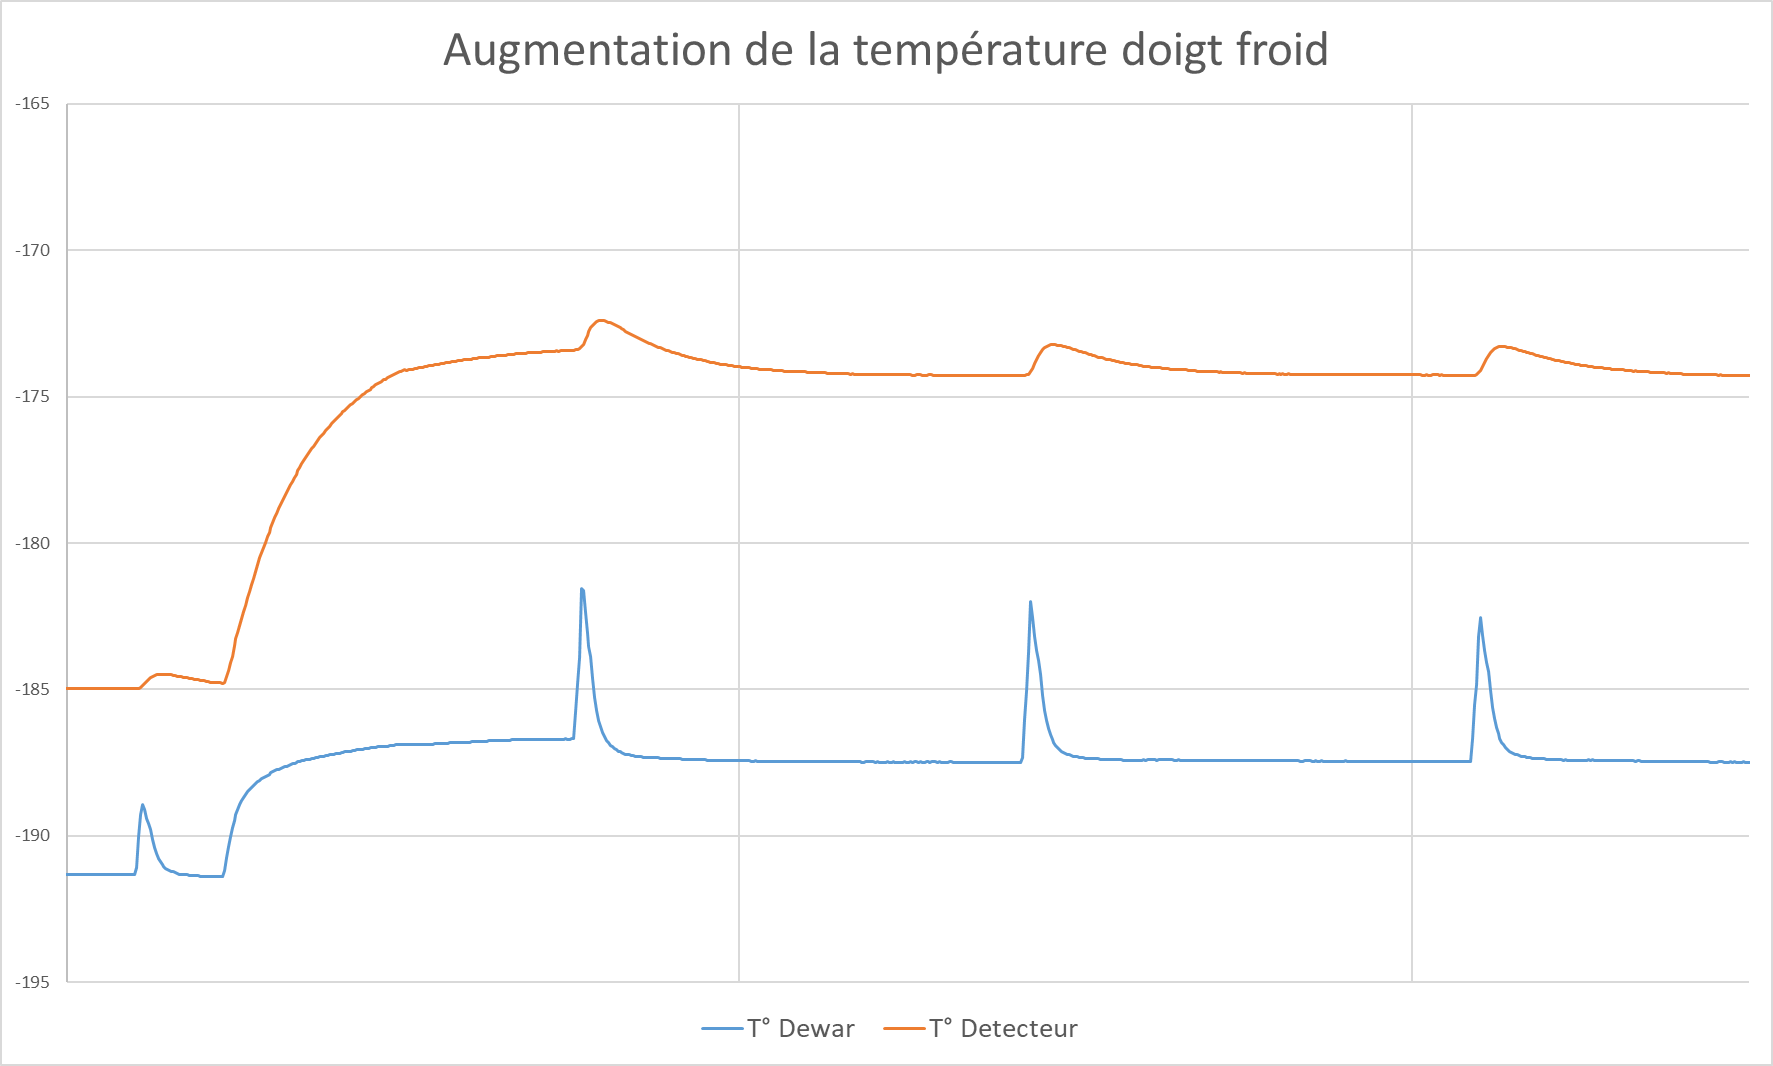 Augmentation de la température doigt froid
-165
-170
-175
-180
-185
-190
-195
T° Dewar
T° Detecteur